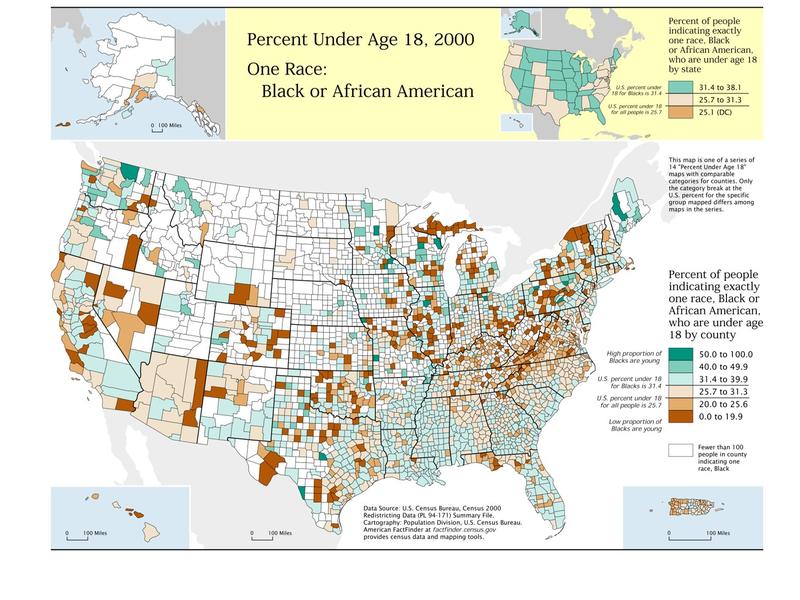 Percent Under Age 18, 2000
One Race:
Black or African American
0 100 Miles
Percent of people
indicating exactly
one race, Black
or African American,
who are under age 18
by state
U.S. percent under
18 for Blacks is 31.4
U.S. percent under 18
for all people is 25.7
31.4 to 38.1
25.7 to 31.3
25.1 (DC)
This map is one of a series of
14 "Percent Under Age 18"
maps with comparable
categories for counties. Only
the category break at the
U.S. percent for the specific
group mapped differs among
maps in the series.
Percent of people
indicating exactly
one race, Black or
African American,
who are under age
18 by county
High proportion of
Blacks are young
U.S. percent under 18
for Blacks is 31.4
U.S. percent under 18
for all people is 25.7
Low proportion of
Blacks are young
50.0 to 100.0
40.0 to 49.9
31.4 to 39.9
25.7 to 31.3
20.0 to 25.6
0.0 to 19.9
Fewer than 100
people in county
indicating one
race, Black
0 100 Miles
0 100 Miles
Data Source: U.S. Census Bureau, Census 2000
Redistricting Data (PL 94-171) Summary File.
Cartography: Population Division, U.S. Census Bureau.
American FactFinder at factfinder.census.gov
provides census data and mapping tools.
0 100 Miles